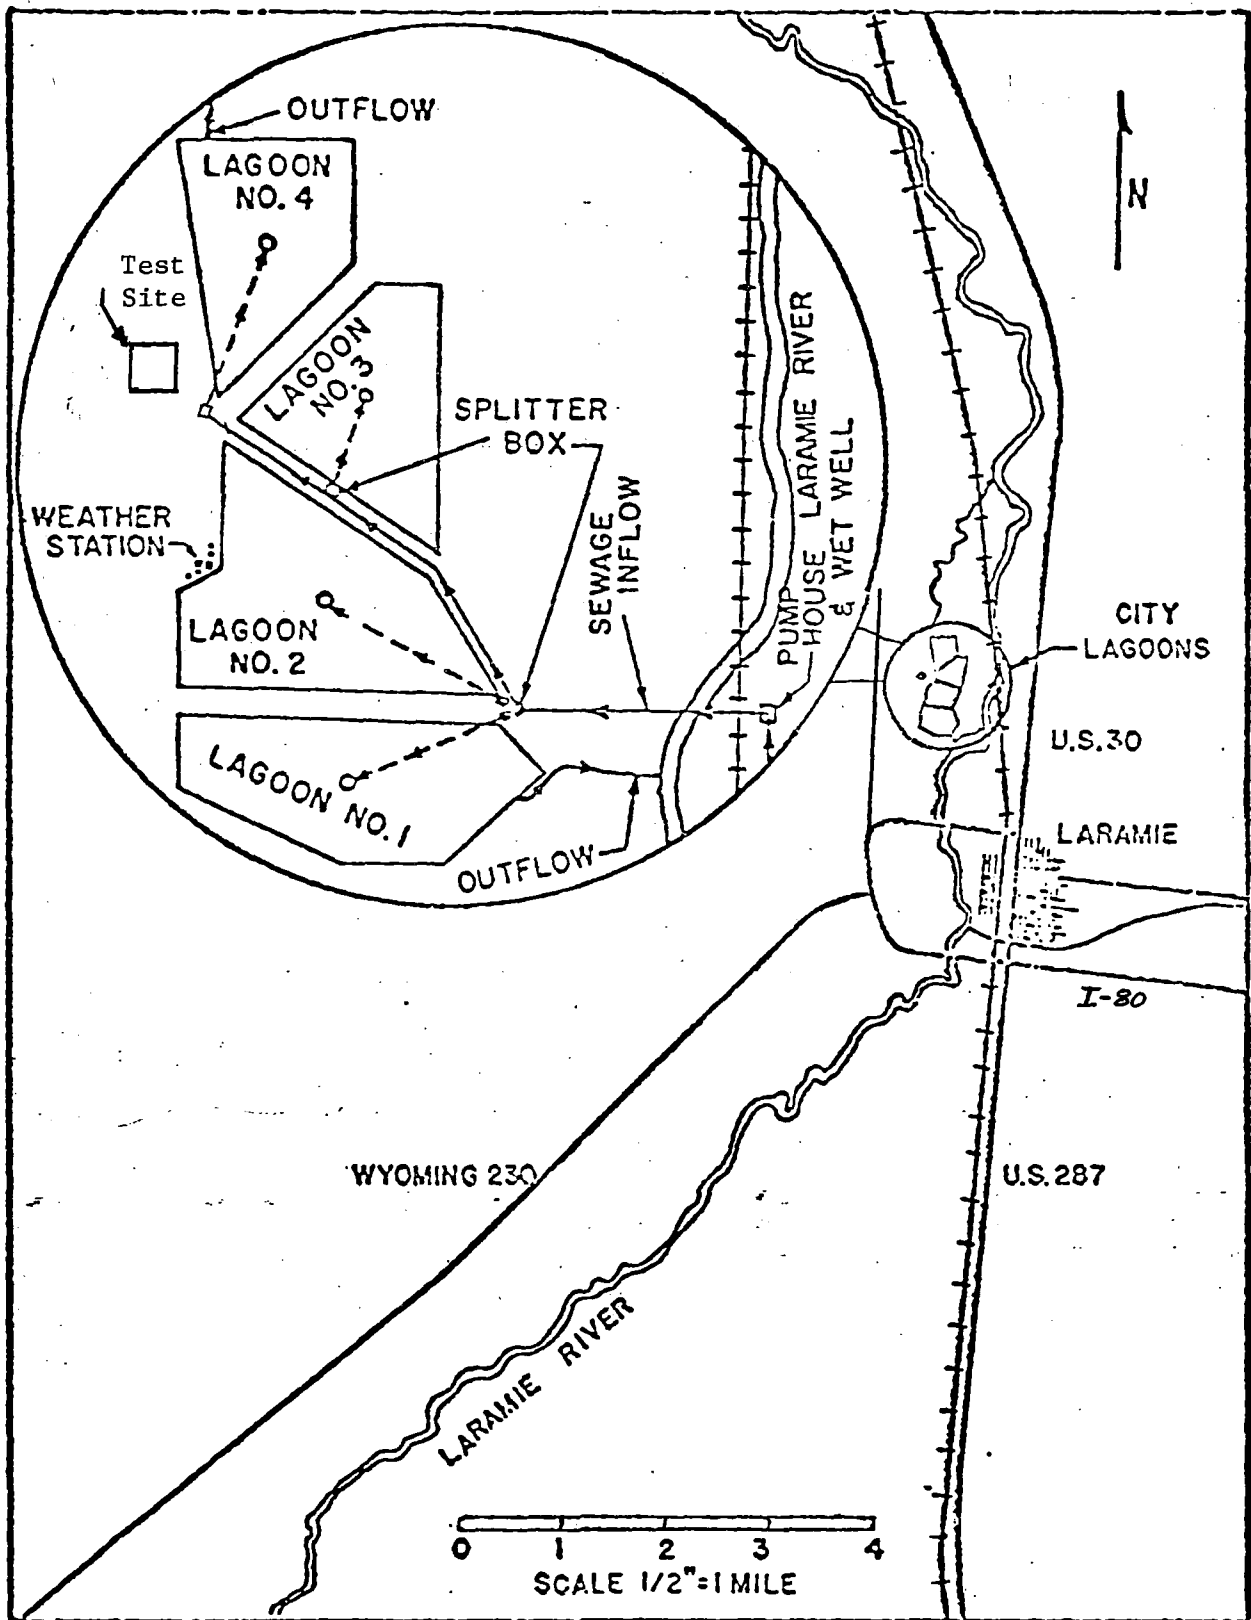 OUTFLOW
LAGOON
NO. 4
N
Test
Site
LAGOON
NO. 3
SPLITTER
BOX
PUMP
HOUSE LARAMIE RIVER
& WET WELL
SEWAGE
INFLOW
WEATHER
STATION
LAGOON
NO. 2
CITY
LAGOONS
U.S.30
LAGOON NO. 1
OUTFLOW
LARAMIE
I-80
WYOMING 230
U.S. 287
LARAMIE RIVER
0 1 2 3 4
SCALE 1/2"=1 MILE